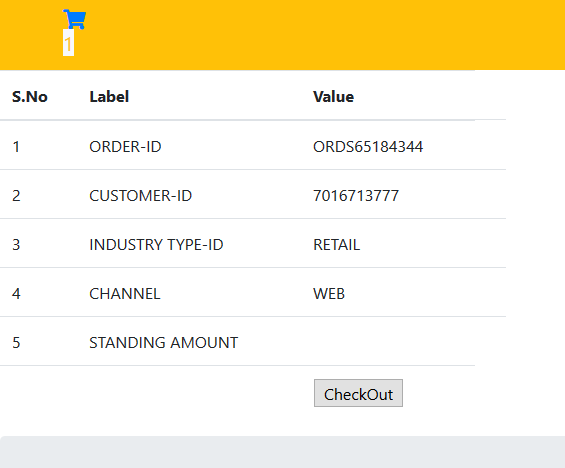 1
S.No Label Value
1 ORDER-ID ORDS65184344
2 CUSTOMER-ID 7016713777
3 INDUSTRY TYPE-ID RETAIL
4 CHANNEL WEB
5 STANDING AMOUNT
CheckOut